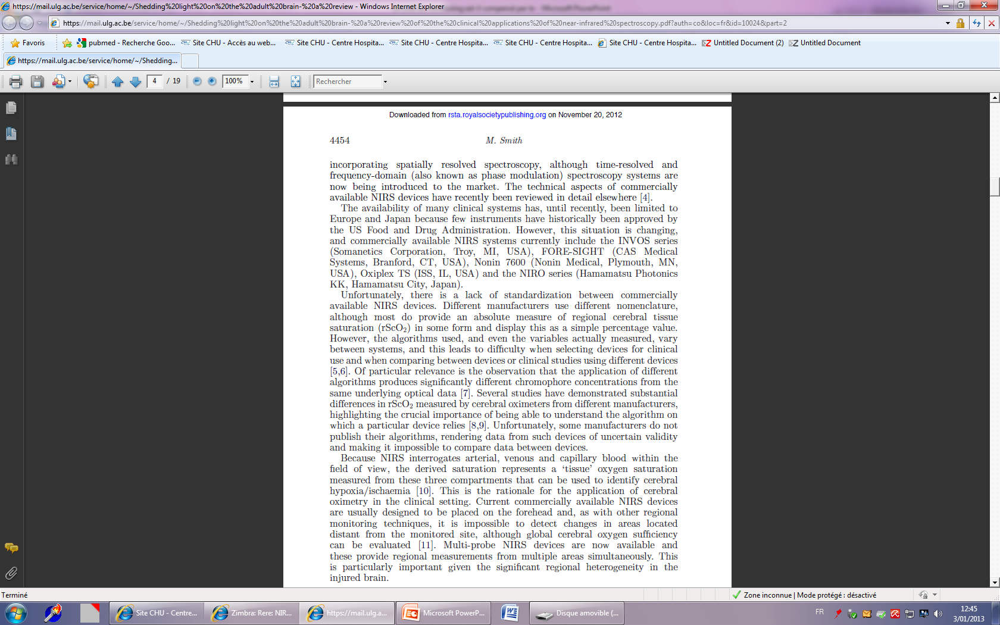 https://mail.ulg.ac.be/service/home/~/Shedding%20light%20on%20the%20adult%20brain-%20a%20review - Windows Internet Explorer
https://mail.ulg.ac.be/service/home/~/Shedding%20light%20on%20the%20adult%20brain-%20a%20review%20of%20the%20clinical%20applications%20of%20near-infrared%20spectroscopy.pdf?auth=co&loc=fr&id=10024&part=2
Favoris pubmed - Recherche Goo... Site CHU - Accès au web... Site CHU - Centre Hospita... Site CHU - Centre Hospita... Site CHU - Centre Hospita... Site CHU - Centre Hospita... Untitled Document (2) Untitled Document
https://mail.ulg.ac.be/service/home/~/Shedding...
4 / 19 100% Rechercher
Downloaded from rsta.royalsocietypublishing.org on November 20, 2012
4454 M. Smith
incorporating spatially resolved spectroscopy, although time-resolved and
frequency-domain (also known as phase modulation) spectroscopy systems are
now being introduced to the market. The technical aspects of commercially
available NIRS devices have recently been reviewed in detail elsewhere [4].
The availability of many clinical systems has, until recently, been limited to
Europe and Japan because few instruments have historically been approved by
the US Food and Drug Administration. However, this situation is changing,
and commercially available NIRS systems currently include the INVOS series
(Somanetics Corporation, Troy, MI, USA), FORE-SIGHT (CAS Medical
Systems, Branford, CT, USA), Nonin 7600 (Nonin Medical, Plymouth, MN,
USA), Oxiplex TS (ISS, IL, USA) and the NIRO series (Hamamatsu Photonics
KK, Hamamatsu City, Japan).
Unfortunately, there is a lack of standardization between commercially
available NIRS devices. Different manufacturers use different nomenclature,
although most do provide an absolute measure of regional cerebral tissue
saturation (rScO₂) in some form and display this as a simple percentage value.
However, the algorithms used, and even the variables actually measured, vary
between systems, and this leads to difficulty when selecting devices for clinical
use and when comparing between devices or clinical studies using different devices
[5,6]. Of particular relevance is the observation that the application of different
algorithms produces significantly different chromophore concentrations from the
same underlying optical data [7]. Several studies have demonstrated substantial
differences in rScO₂ measured by cerebral oximeters from different manufacturers,
highlighting the crucial importance of being able to understand the algorithm on
which a particular device relies [8,9]. Unfortunately, some manufacturers do not
publish their algorithms, rendering data from such devices of uncertain validity
and making it impossible to compare data between devices.
Because NIRS interrogates arterial, venous and capillary blood within the
field of view, the derived saturation represents a ‘tissue’ oxygen saturation
measured from these three compartments that can be used to identify cerebral
hypoxia/ischaemia [10]. This is the rationale for the application of cerebral
oximetry in the clinical setting. Current commercially available NIRS devices
are usually designed to be placed on the forehead and, as with other regional
monitoring techniques, it is impossible to detect changes in areas located
distant from the monitored site, although global cerebral oxygen sufficiency
can be evaluated [11]. Multi-probe NIRS devices are now available and
these provide regional measurements from multiple areas simultaneously. This
is particularly important given the significant regional heterogeneity in the
injured brain.
Terminé Zone inconnue | Mode protégé : désactivé
Site CHU - Centre... Zimbra: Rere: NIR... https://mail.ulg.a... Microsoft PowerP... Disque amovible (... FR 12:45
3/01/2013